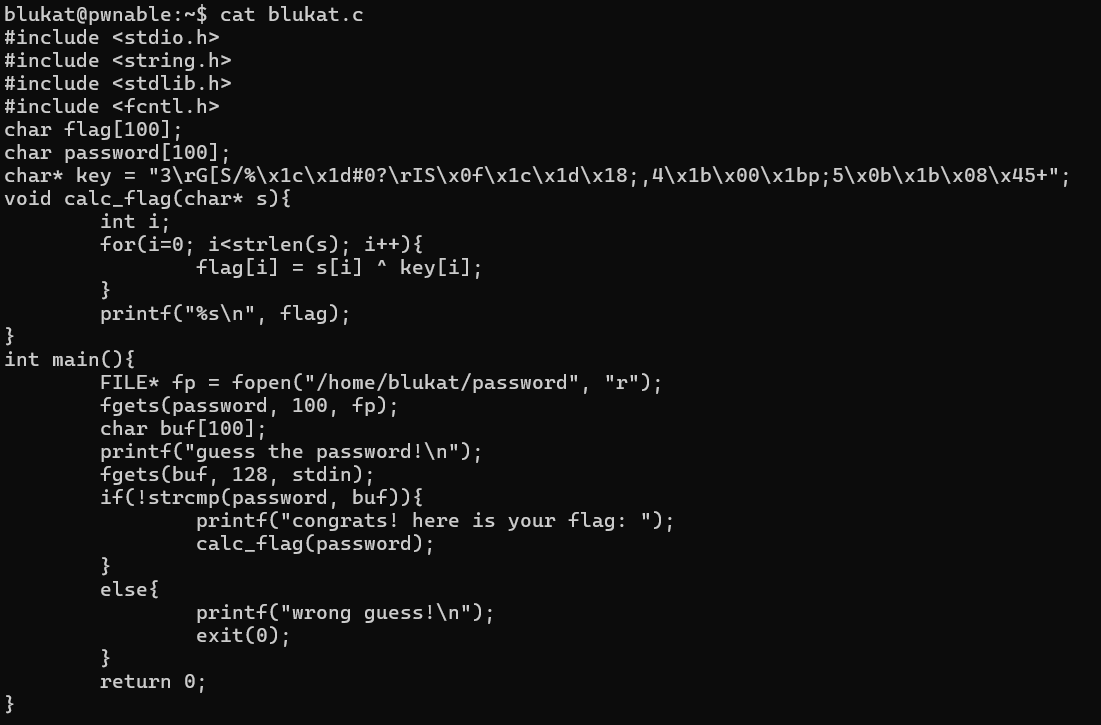 blukat@pwnable:~$ cat blukat.c
#include <stdio.h>
#include <string.h>
#include <stdlib.h>
#include <fcntl.h>
char flag[100];
char password[100];
char* key = "3\rG[S/%\x1c\x1d#0?\rIS\x0f\x1c\x1d\x18;,4\x1b\x00\x1bp;5\x0b\x1b\x08\x45+";
void calc_flag(char* s){
        int i;
        for(i=0; i<strlen(s); i++){
                flag[i] = s[i] ^ key[i];
        }
        printf("%s\n", flag);
}
int main(){
        FILE* fp = fopen("/home/blukat/password", "r");
        fgets(password, 100, fp);
        char buf[100];
        printf("guess the password!\n");
        fgets(buf, 128, stdin);
        if(!strcmp(password, buf)){
                printf("congrats! here is your flag: ");
                calc_flag(password);
        }
        else{
                printf("wrong guess!\n");
                exit(0);
        }
        return 0;
}